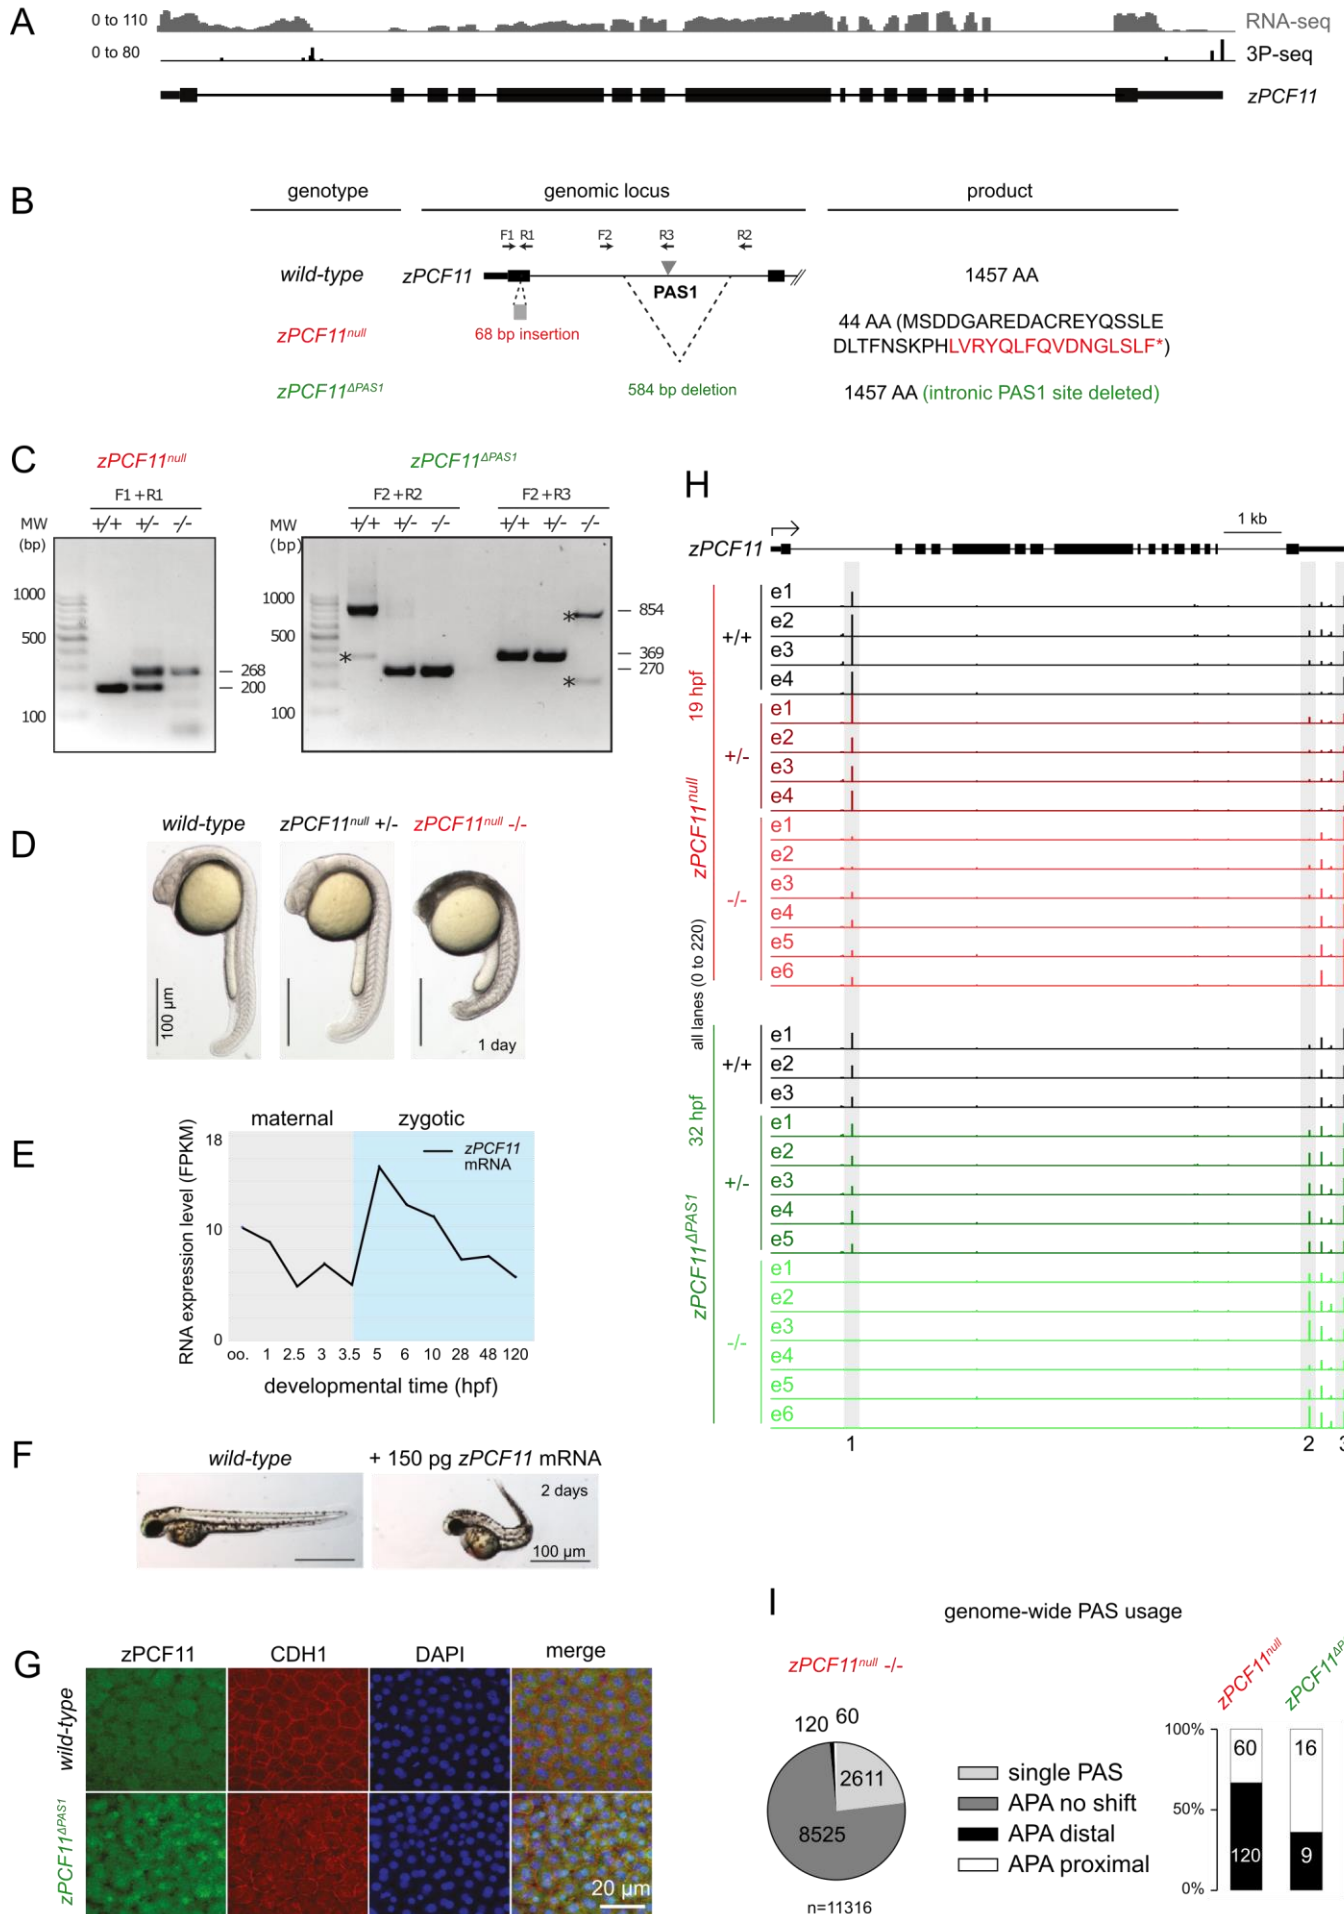 A
0 to 110
RNA-seq
0 to 80
3P-seq
zPCF11
B
genotype
genomic locus
product
F1 R1 F2 R3 R2
wild-type
zPCF11
PAS1
1457 AA
zPCF11null
68 bp insertion
44 AA (MSDDGAREDACREYQSSLE
DLTFNSKPHLVRYQLFQVDNGLSLF*)
zPCF11ΔPAS1
584 bp deletion
1457 AA (intronic PAS1 site deleted)
C
zPCF11null
zPCF11ΔPAS1
F1+R1
F2+R2
F2+R3
MW
(bp)
+/+ +/- -/-
MW
(bp)
+/+ +/- -/-
+/+ +/- -/-
1000
500
100
268
200
1000
500
100
*
*
*
854
369
270
D
wild-type
zPCF11null +/-
zPCF11null -/-
100 µm
1 day
E
maternal
zygotic
zPCF11
mRNA
RNA expression level (FPKM)
18
10
0
oo. 1 2.5 3 3.5 5 6 10 28 48 120
developmental time (hpf)
F
wild-type
+ 150 pg zPCF11 mRNA
2 days
100 µm
G
zPCF11
CDH1
DAPI
merge
wild-type
zPCF11ΔPAS1
20 µm
H
1 kb
zPCF11
19 hpf
zPCF11null
+/+
e1
e2
e3
e4
+/-
e1
e2
e3
e4
-/-
e1
e2
e3
e4
e5
e6
all lanes (0 to 220)
32 hpf
zPCF11ΔPAS1
+/+
e1
e2
e3
+/-
e1
e2
e3
e4
e5
-/-
e1
e2
e3
e4
e5
e6
1
2
3
I
genome-wide PAS usage
zPCF11null -/-
120
60
2611
8525
n=11316
single PAS
APA no shift
APA distal
APA proximal
zPCF11null
zPCF11ΔP
100%
50%
0%
60
120
16
9